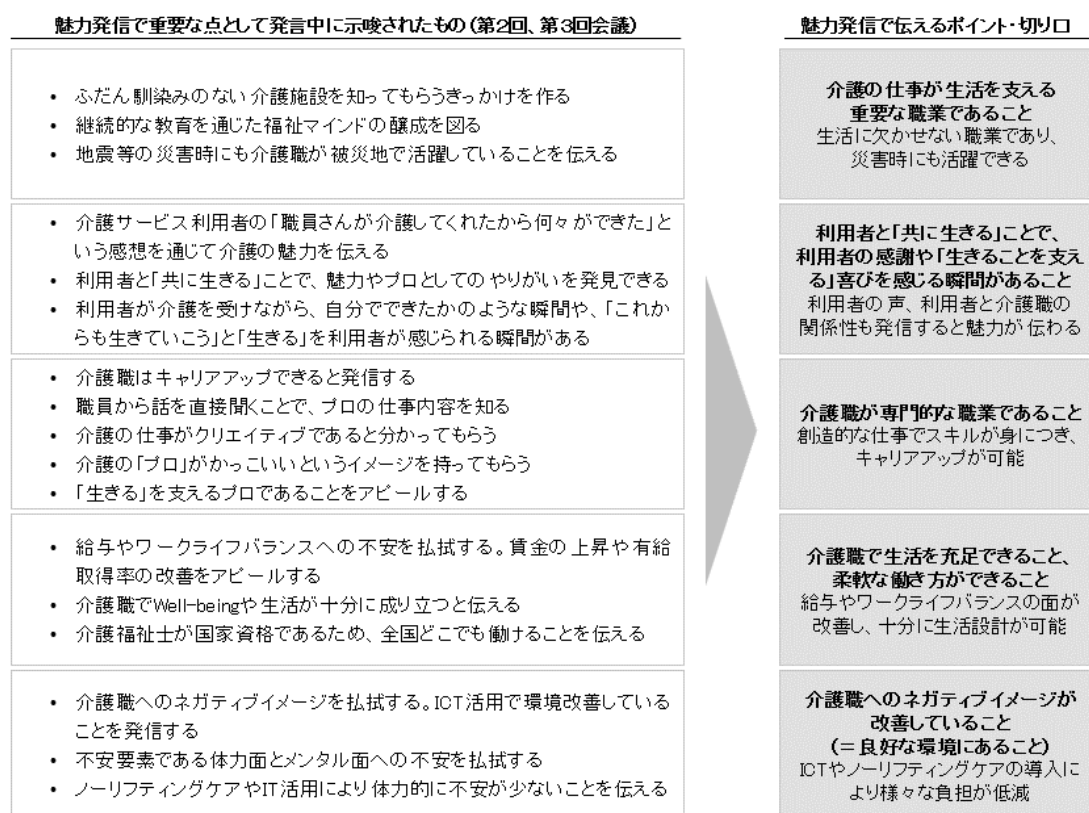 魅力発信で重要な点として発言中に示唆されたもの(第2回、第3回会議)
• ふだん馴染みのない介護施設を知ってもらうきっかけを作る
• 継続的な教育を通じた福祉マインドの醸成を図る
• 地震等の災害時にも介護職が被災地で活躍していることを伝える
• 介護サービス利用者の「職員さんが介護してくれたから何々ができた」と
いう感想を通じて介護の魅力を伝える
• 利用者と「共に生きる」ことで、魅力やプロとしてのやりがいを発見できる
• 利用者が介護を受けながら、自分でできたかのような瞬間や、「これか
らも生きていこう」と「生きる」を利用者が感じられる瞬間がある
• 介護職はキャリアアップできると発信する
• 職員から話を直接聞くことで、プロの仕事内容を知る
• 介護の仕事がクリエイティブであると分かってもらう
• 介護の「プロ」がかっこいいというイメージを持ってもらう
• 「生きる」を支えるプロであることをアピールする
• 給与やワークライフバランスへの不安を払拭する。賃金の上昇や有給
取得率の改善をアピールする
• 介護職でWell-beingや生活が十分に成り立つと伝える
• 介護福祉士が国家資格であるため、全国どこでも働けることを伝える
• 介護職へのネガティブイメージを払拭する。ICT活用で環境改善している
ことを発信する
• 不安要素である体力面とメンタル面への不安を払拭する
• ノーリフティングケアやIT活用により体力的に不安が少ないことを伝える
魅力発信で伝えるポイント・切り口
介護の仕事が生活を支える
重要な職業であること
生活に欠かせない職業であり、
災害時にも活躍できる
利用者と「共に生きる」ことで、
利用者の感謝や「生きることを支え
る」喜びを感じる瞬間があること
利用者の声、利用者と介護職の
関係性も発信すると魅力が伝わる
介護職が専門的な職業であること
創造的な仕事でスキルが身につき、
キャリアアップが可能
介護職で生活を充足できること、
柔軟な働き方ができること
給与やワークライフバランスの面が
改善し、十分に生活設計が可能
介護職へのネガティブイメージが
改善していること
(=良好な環境にあること)
ICTやノーリフティングケアの導入に
より様々な負担が低減